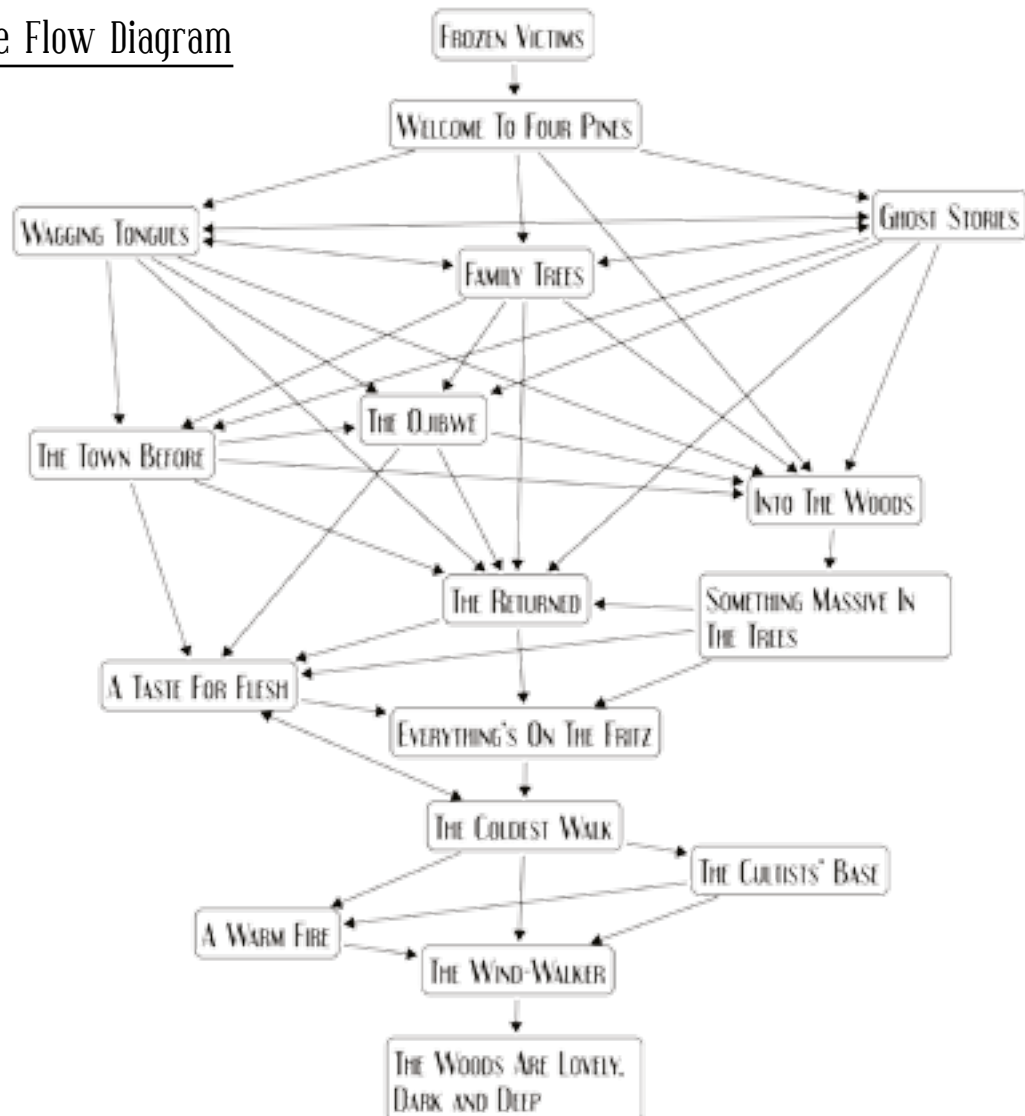 e Flow Diagram
Frozen Victims
Welcome To Four Pines
Wagging Tongues
Ghost Stories
Family Trees
The Ojibwe
The Town Before
Into The Woods
The Returned
Something Massive In
The Trees
A Taste For Flesh
Everything's On The Fritz
The Coldest Walk
The Cultists' Base
A Warm Fire
The Wind-Walker
The Woods Are Lovely,
Dark and Deep